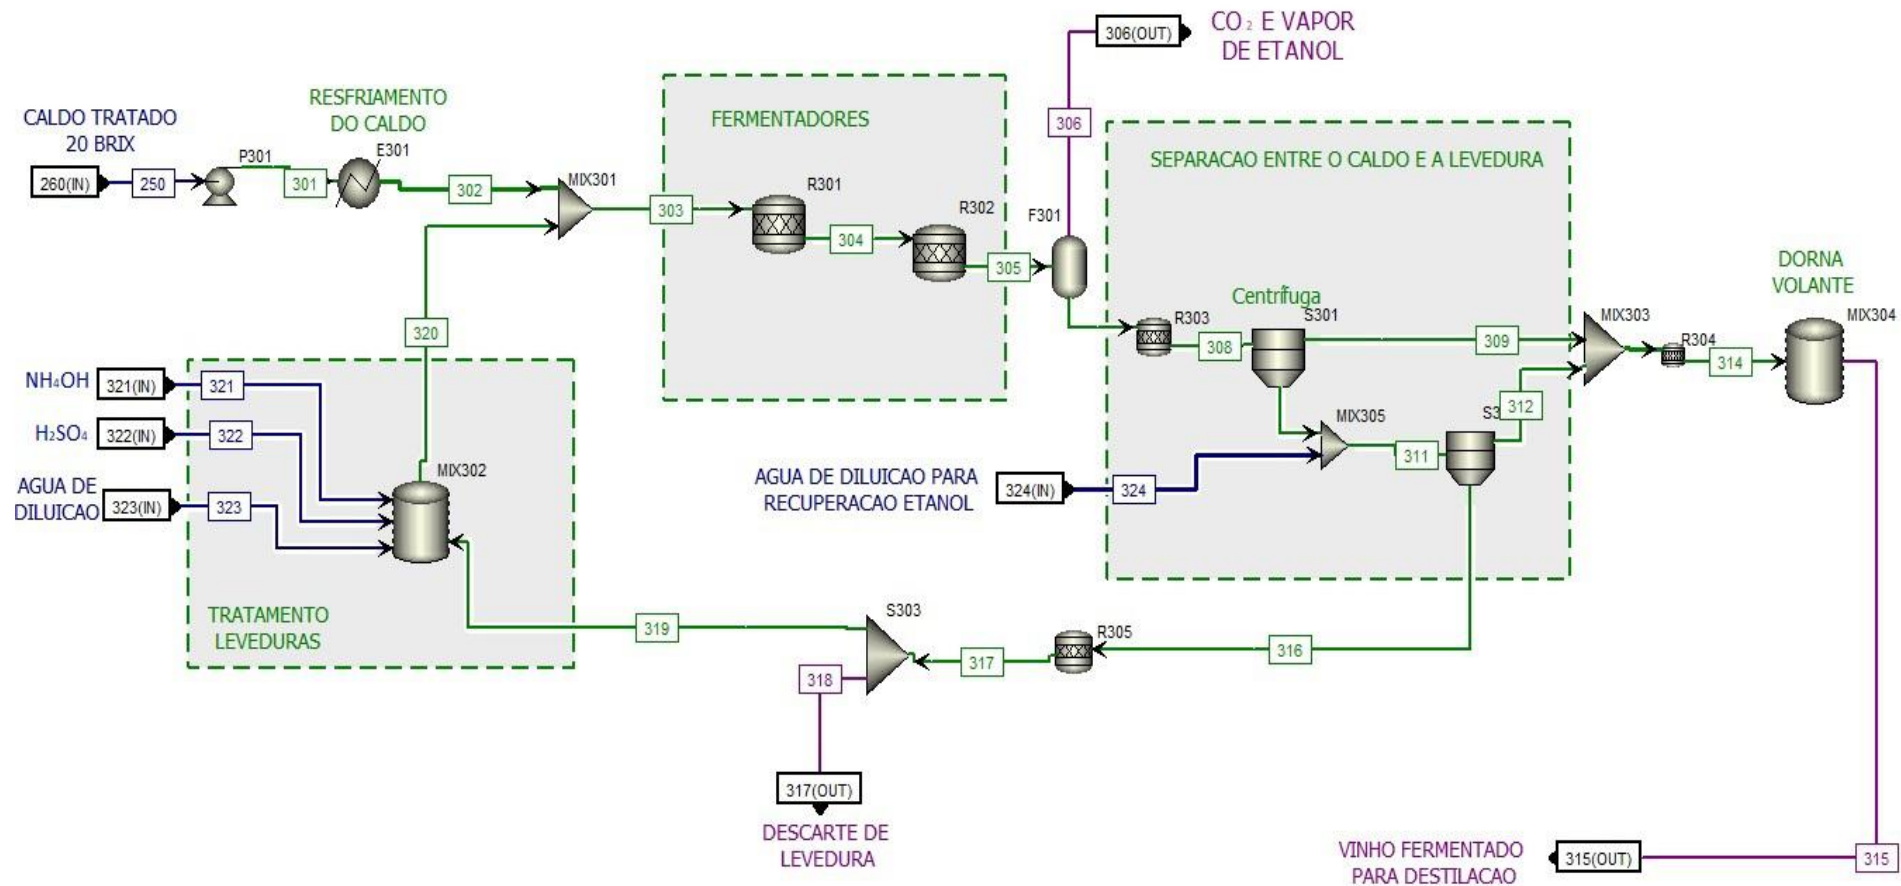 CO₂ E VAPOR
DE ETANOL
306(OUT)
306
CALDO TRATADO
20 BRIX
260(IN)
250
P301
301
RESFRIAMENTO
DO CALDO
E301
302
MIX301
303
FERMENTADORES
R301
304
R302
305
F301
SEPARACAO ENTRE O CALDO E A LEVEDURA
Centrífuga
R303
308
S301
309
MIX303
R304
314
DORNA
VOLANTE
MIX304
312
MIX305
311
AGUA DE DILUICAO PARA
RECUPERACAO ETANOL
324(IN)
324
320
NH₄OH
321(IN)
321
H₂SO₄
322(IN)
322
AGUA DE
DILUICAO
323(IN)
323
MIX302
TRATAMENTO
LEVEDURAS
319
S303
317
R305
316
318
317(OUT)
DESCARTE DE
LEVEDURA
VINHO FERMENTADO
PARA DESTILACAO
315(OUT)
315